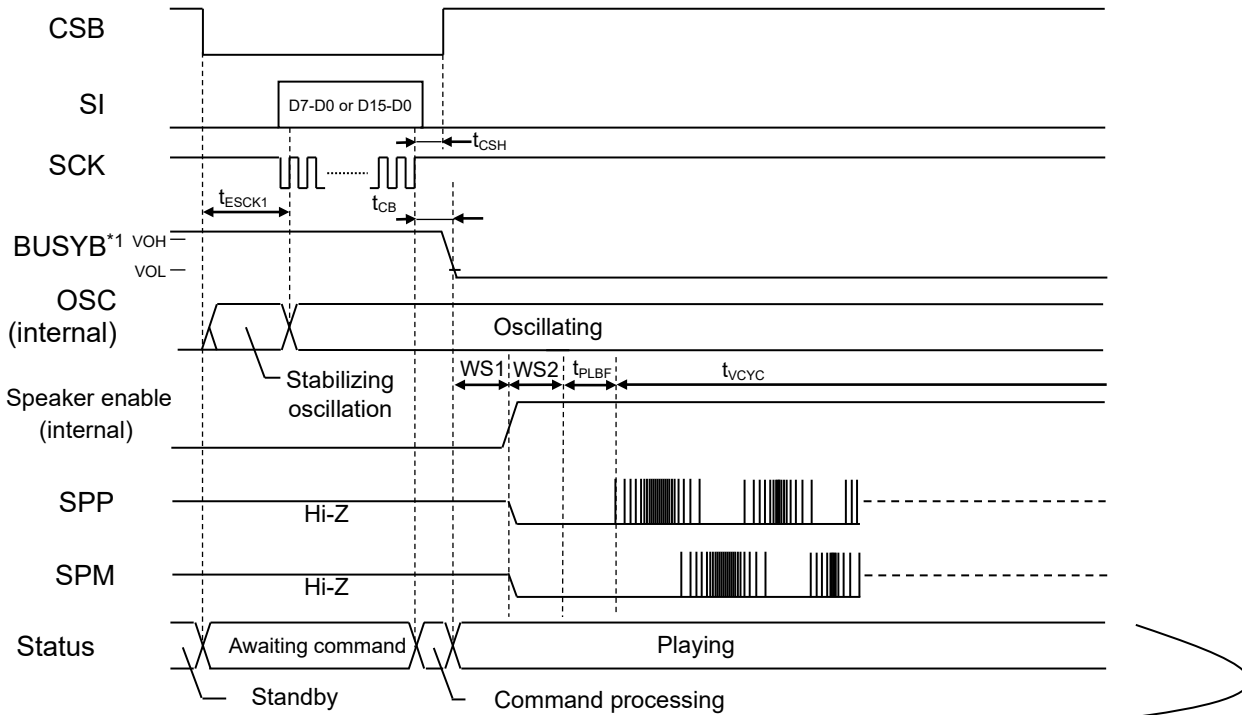 CSB
SI
D7-D0 or D15-D0
tCSH
SCK
tESCK1
tCB
BUSYB*1
VOH
VOL
OSC
(internal)
Oscillating
Stabilizing
oscillation
WS1 WS2 tPLBF tVCYC
Speaker enable
(internal)
SPP
Hi-Z
SPM
Hi-Z
Status
Awaiting command
Playing
Standby
Command processing